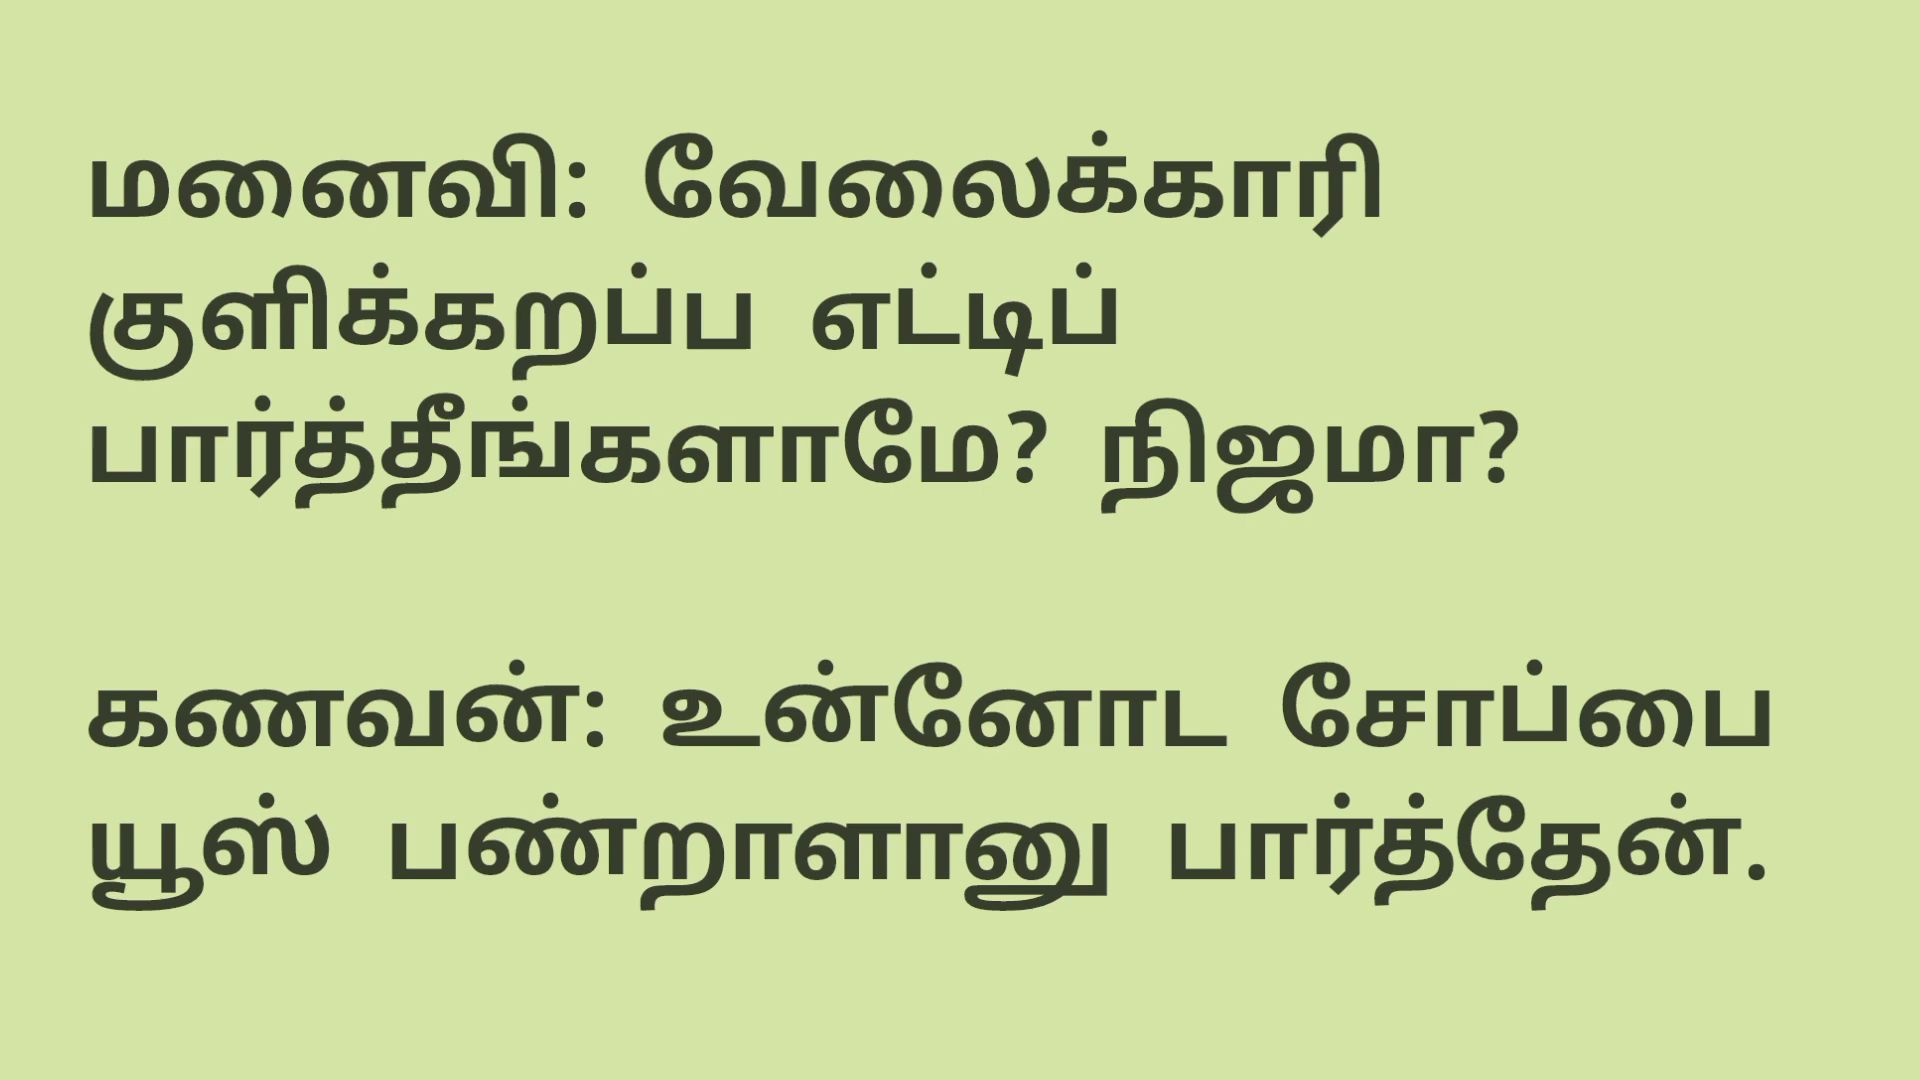 மனைவி: வேலைக்காரி
குளிக்கறப்ப எட்டிப்
பார்த்தீங்களாமே? நிஜமா?
கணவன்: உன்னோட சோப்பை
யூஸ் பண்றாளானு பார்த்தேன்.